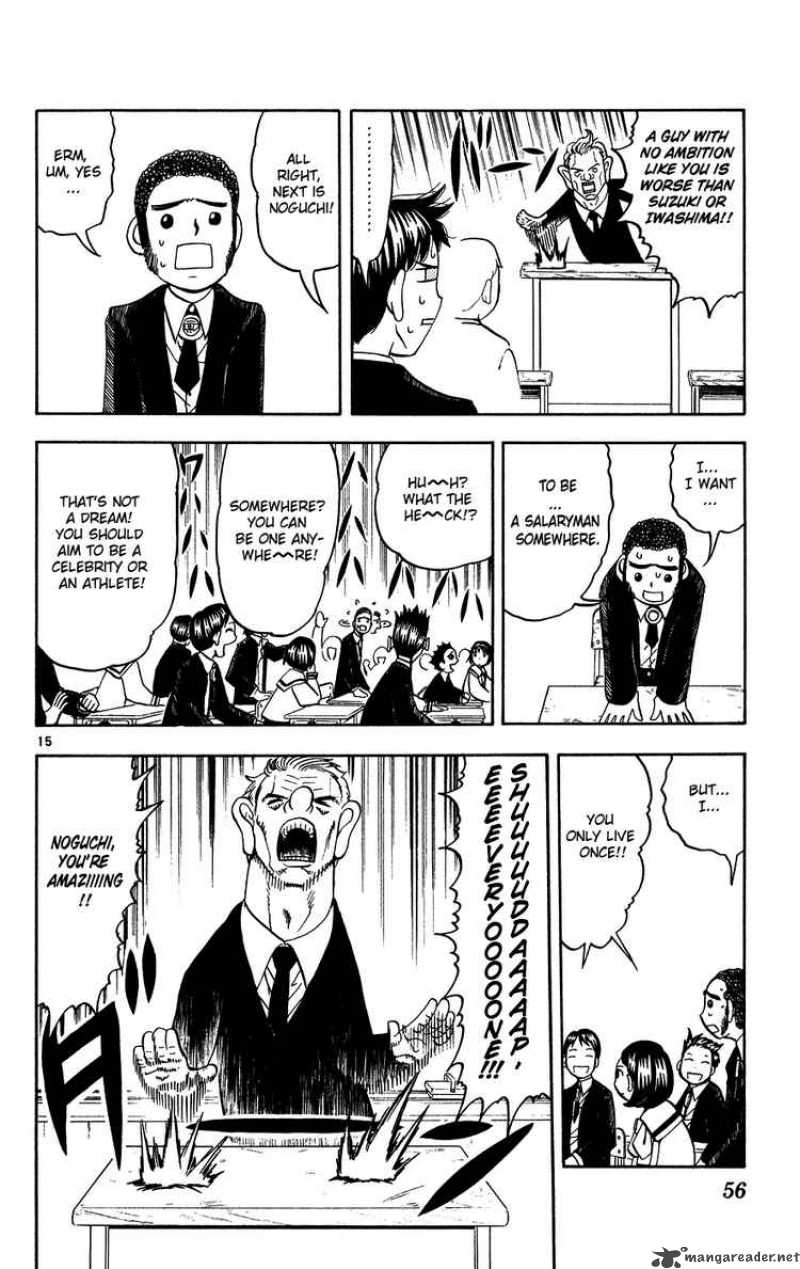 A GUY WITH
NO AMBITION
LIKE YOU IS
WORSE THAN
SUZUKI OR
IWASHIMA!!
ALL
RIGHT,
NEXT IS
NOGUCHI!
ERM,
UM, YES
...
I...
I WANT
...
TO BE
...
A SALARYMAN
SOMEWHERE.
HU^^H?
WHAT THE
HE^^CK!?
SOMEWHERE?
YOU CAN
BE ONE ANY-
WHE^^RE!
THAT'S NOT
A DREAM!
YOU SHOULD
AIM TO BE A
CELEBRITY OR
AN ATHLETE!
15
BUT...
I...
YOU
ONLY LIVE
ONCE!!
SHUUUUUDDAAAAAP,
EEEEEVERYOOOOONE!!!
NOGUCHI,
YOU'RE
AMAZIIIING
!!
56
mangareader.net